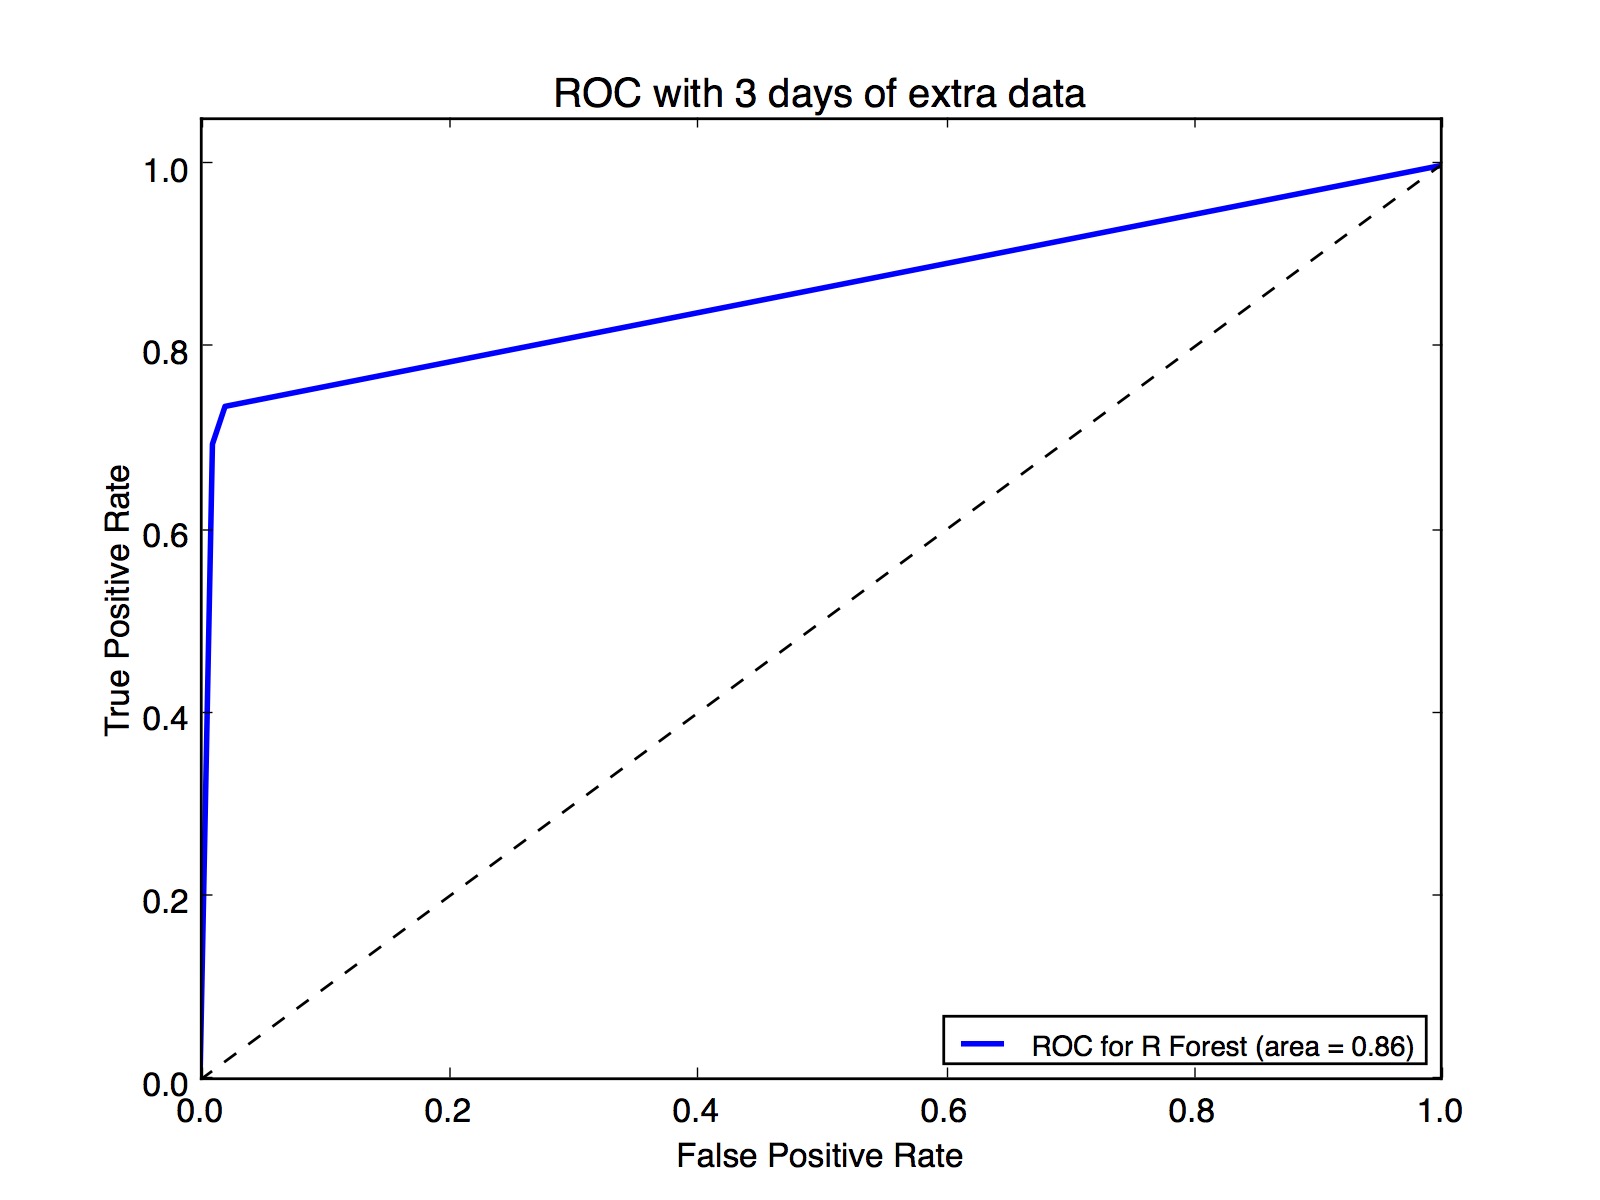 ROC with 3 days of extra data
1.0
0.8
0.6
0.4
0.2
0.0
True Positive Rate
0.0 0.2 0.4 0.6 0.8 1.0
False Positive Rate
ROC for R Forest (area = 0.86)